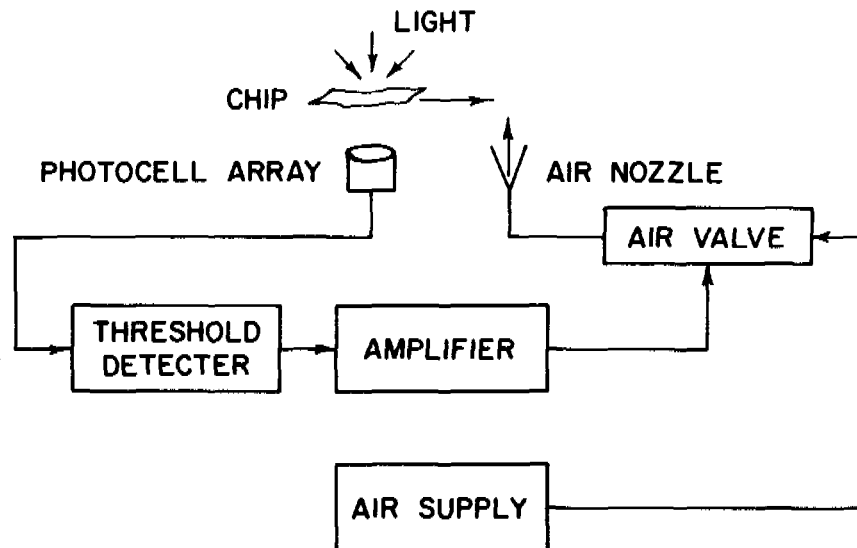 LIGHT
CHIP
PHOTOCELL ARRAY
AIR NOZZLE
AIR VALVE
THRESHOLD
DETECTER
AMPLIFIER
AIR SUPPLY